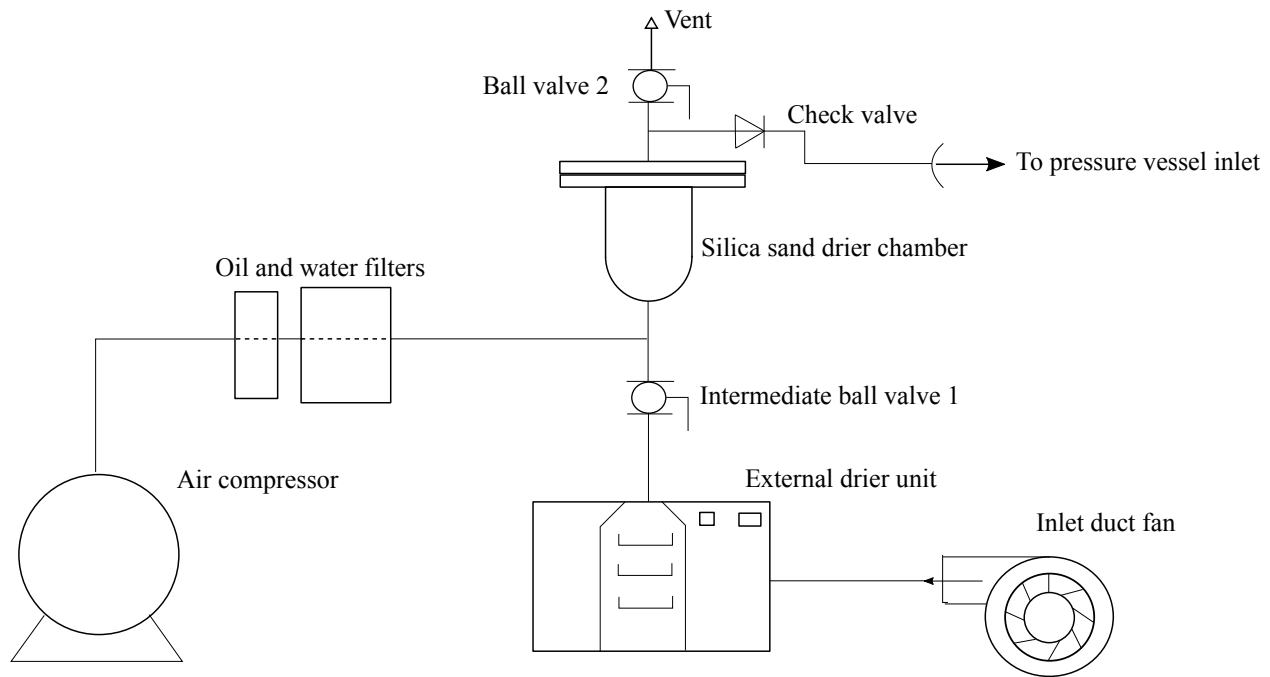 Vent
Ball valve 2
Check valve
To pressure vessel inlet
Silica sand drier chamber
Oil and water filters
Intermediate ball valve 1
Air compressor
External drier unit
Inlet duct fan